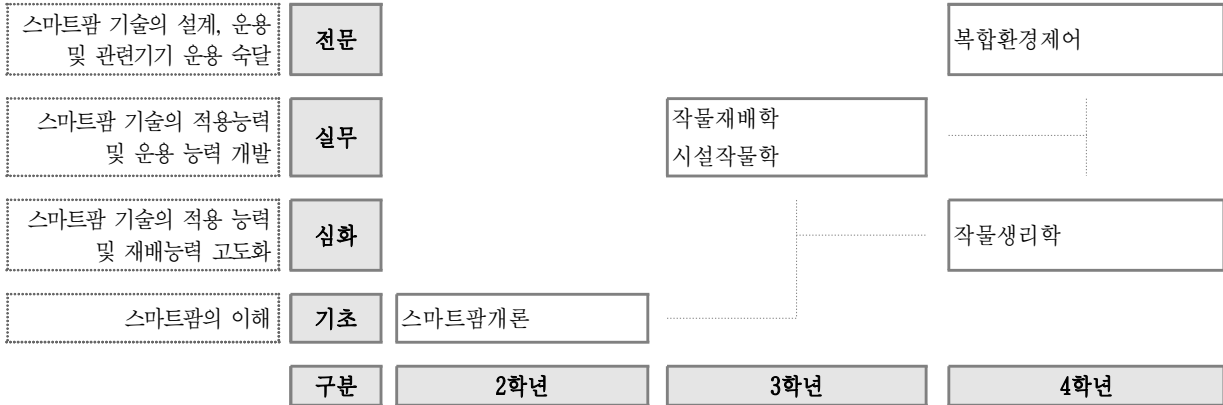 스마트팜 기술의 설계, 운용
및 관련기기 운용 숙달
전문
복합환경제어
스마트팜 기술의 적용능력
및 운용 능력 개발
실무
작물재배학
시설작물학
스마트팜 기술의 적용 능력
및 재배능력 고도화
심화
작물생리학
스마트팜의 이해
기초
스마트팜개론
구분
2학년
3학년
4학년